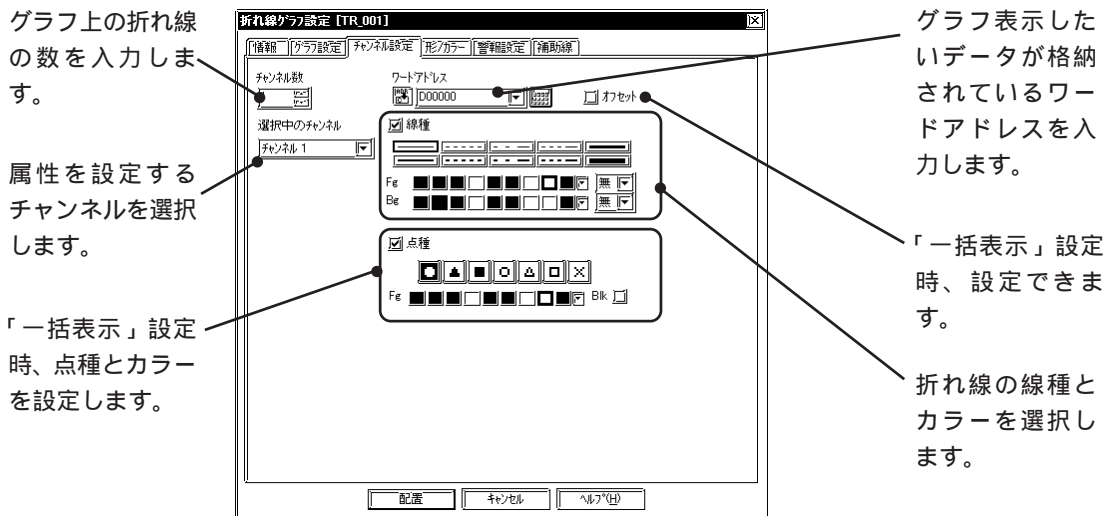 グラフ上の折れ線
の数を入力しま
す。
属性を設定する
チャンネルを選択
します。
「一括表示」設定
時、点種とカラー
を設定します。
折れ線グラフ設定 [TR_001]
情報
グラフ設定
チャンネル設定
形/カラー
警報設定
補助線
チャンネル数
ワードアドレス
D00000
オフセット
選択中のチャンネル
チャンネル 1
線種
Fg
無
Bg
無
点種
Fg
Blk
配置
キャンセル
ヘルプ(H)
グラフ表示した
いデータが格納
されているワー
ドアドレスを入
力します。
「一括表示」設定
時、設定できま
す。
折れ線の線種と
カラーを選択し
ます。